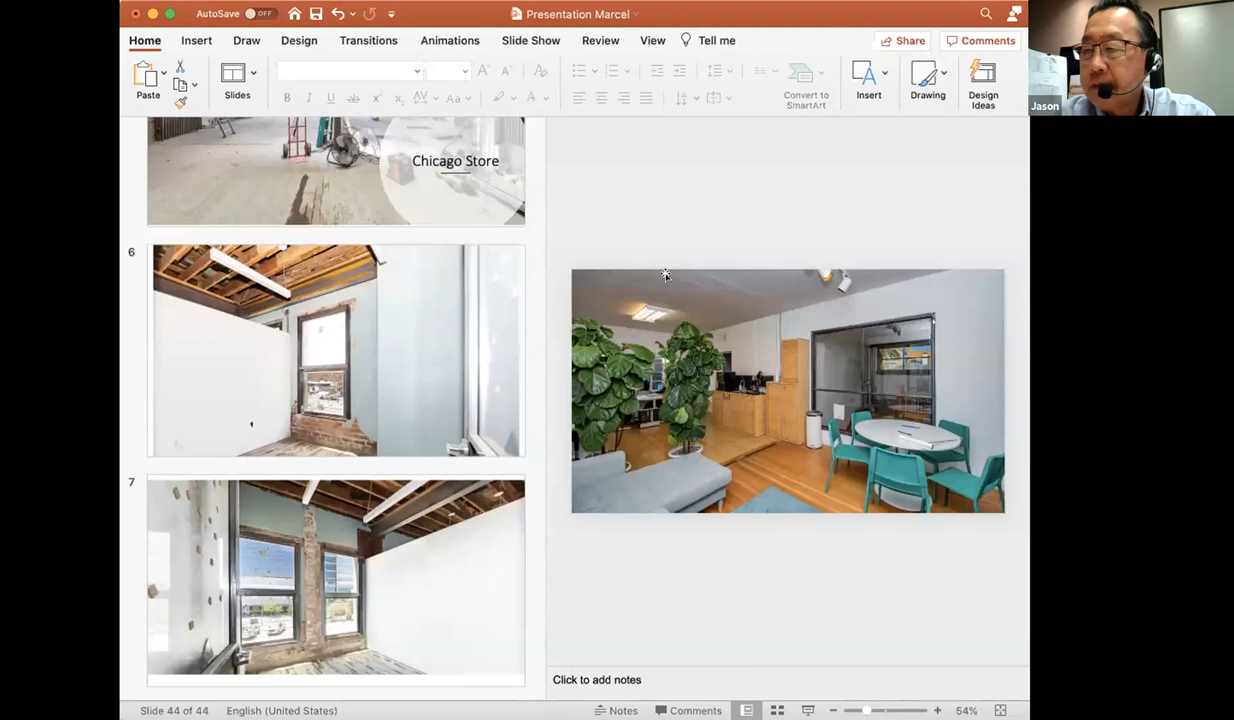 AutoSave OFF Presentation Marcel
Home Insert Draw Design Transitions Animations Slide Show Review View Tell me Share Comments
Paste Slides Convert to SmartArt Insert Drawing Design Ideas
Jason
Chicago Store
6
7
Click to add notes
Slide 44 of 44 English (United States) Notes Comments 54%